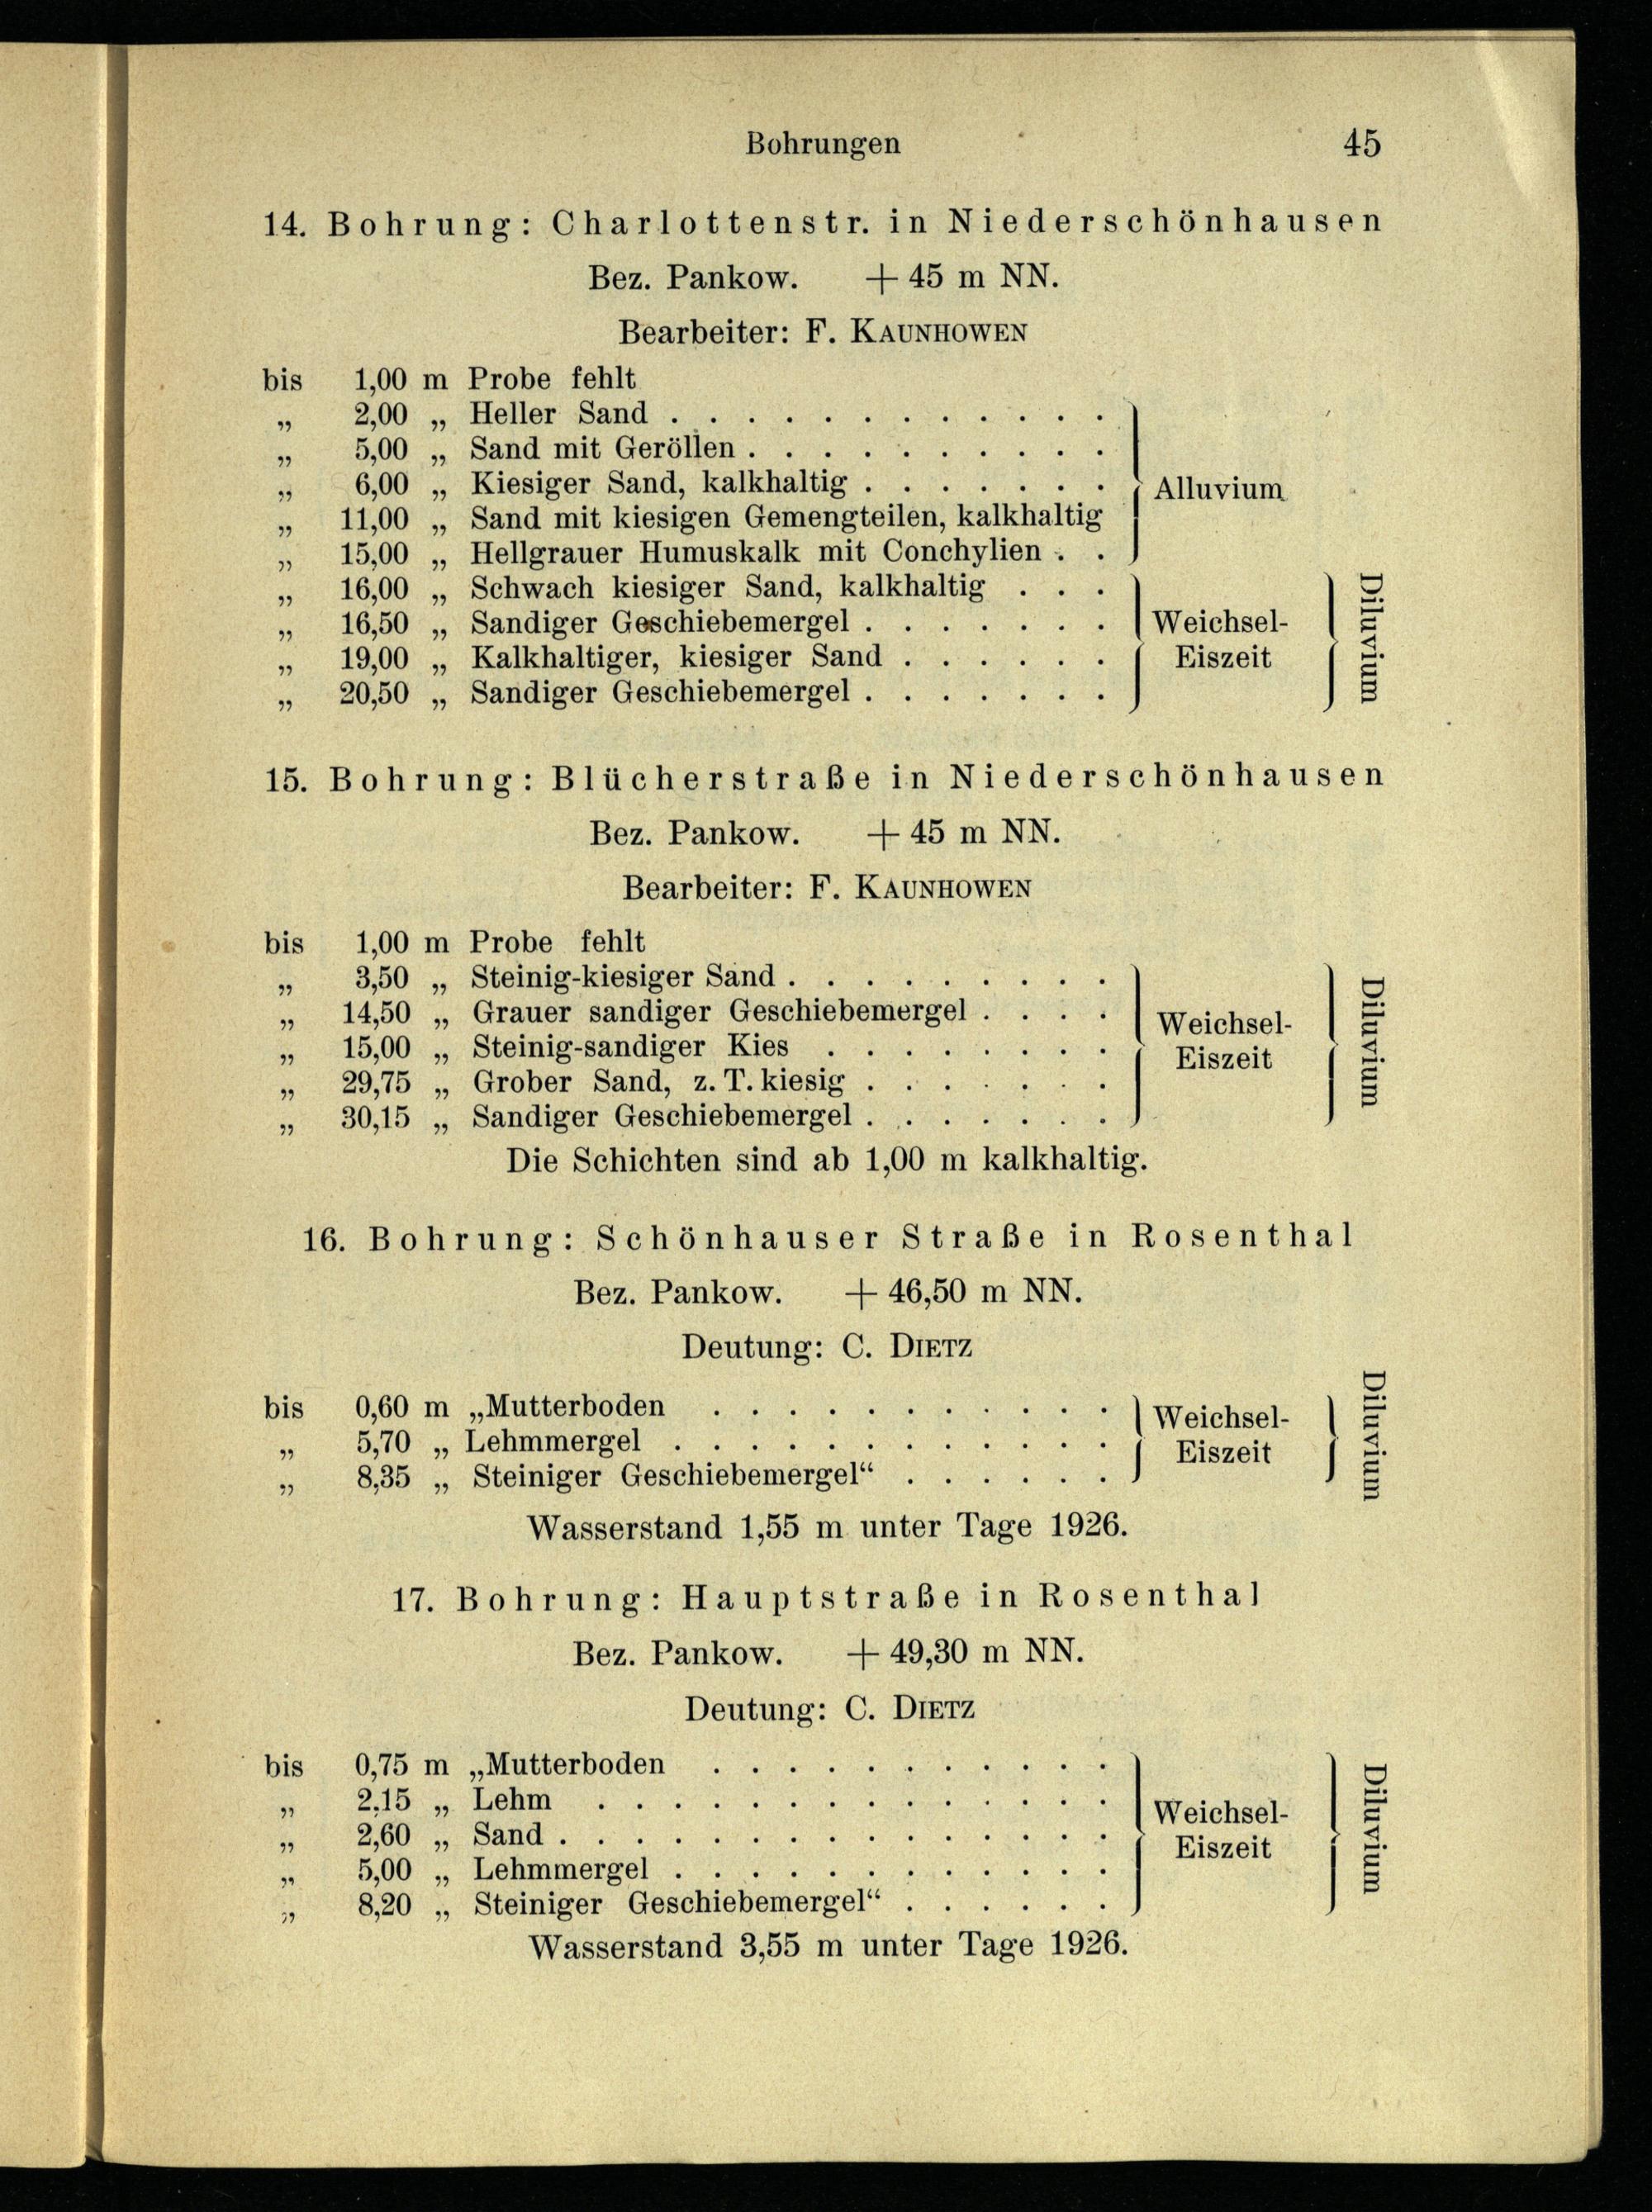 Bohrungen 45
14. Bohrung: Charlottenstr. in Niederschönhausen
Bez. Pankow. + 45 m NN.
Bearbeiter: F. KAUNHOWEN
bis 1,00 m Probe fehlt
„ 2,00 „ Heller Sand . . . . . . . . . . . .
„ 5,00 „ Sand mit Geröllen . . . . . . . . . .
„ 6,00 „ Kiesiger Sand, kalkhaltig . . . . . . . Alluvium
„ 11,00 „ Sand mit kiesigen Gemengteilen, kalkhaltig
„ 15,00 „ Hellgrauer Humuskalk mit Conchylien . .
„ 16,00 „ Schwach kiesiger Sand, kalkhaltig . . .
„ 16,50 „ Sandiger Geschiebemergel . . . . . . . Weichsel-
„ 19,00 „ Kalkhaltiger, kiesiger Sand . . . . . . Eiszeit
„ 20,50 „ Sandiger Geschiebemergel . . . . . . .
Diluvium
15. Bohrung: Blücherstraße in Niederschönhausen
Bez. Pankow. + 45 m NN.
Bearbeiter: F. KAUNHOWEN
bis 1,00 m Probe fehlt
„ 3,50 „ Steinig-kiesiger Sand . . . . . . . . .
„ 14,50 „ Grauer sandiger Geschiebemergel . . . . Weichsel-
„ 15,00 „ Steinig-sandiger Kies . . . . . . . . Eiszeit
„ 29,75 „ Grober Sand, z. T. kiesig . . . . . . .
„ 30,15 „ Sandiger Geschiebemergel . . . . . . .
Diluvium
Die Schichten sind ab 1,00 m kalkhaltig.
16. Bohrung: Schönhauser Straße in Rosenthal
Bez. Pankow. + 46,50 m NN.
Deutung: C. DIETZ
bis 0,60 m „Mutterboden . . . . . . . . . . . Weichsel-
„ 5,70 „ Lehmmergel . . . . . . . . . . . . Eiszeit
„ 8,35 „ Steiniger Geschiebemergel“ . . . . . .
Diluvium
Wasserstand 1,55 m unter Tage 1926.
17. Bohrung: Hauptstraße in Rosenthal
Bez. Pankow. + 49,30 m NN.
Deutung: C. DIETZ
bis 0,75 m „Mutterboden . . . . . . . . . . .
„ 2,15 „ Lehm . . . . . . . . . . . . . . Weichsel-
„ 2,60 „ Sand . . . . . . . . . . . . . . . Eiszeit
„ 5,00 „ Lehmmergel . . . . . . . . . . . .
„ 8,20 „ Steiniger Geschiebemergel“ . . . . . .
Diluvium
Wasserstand 3,55 m unter Tage 1926.